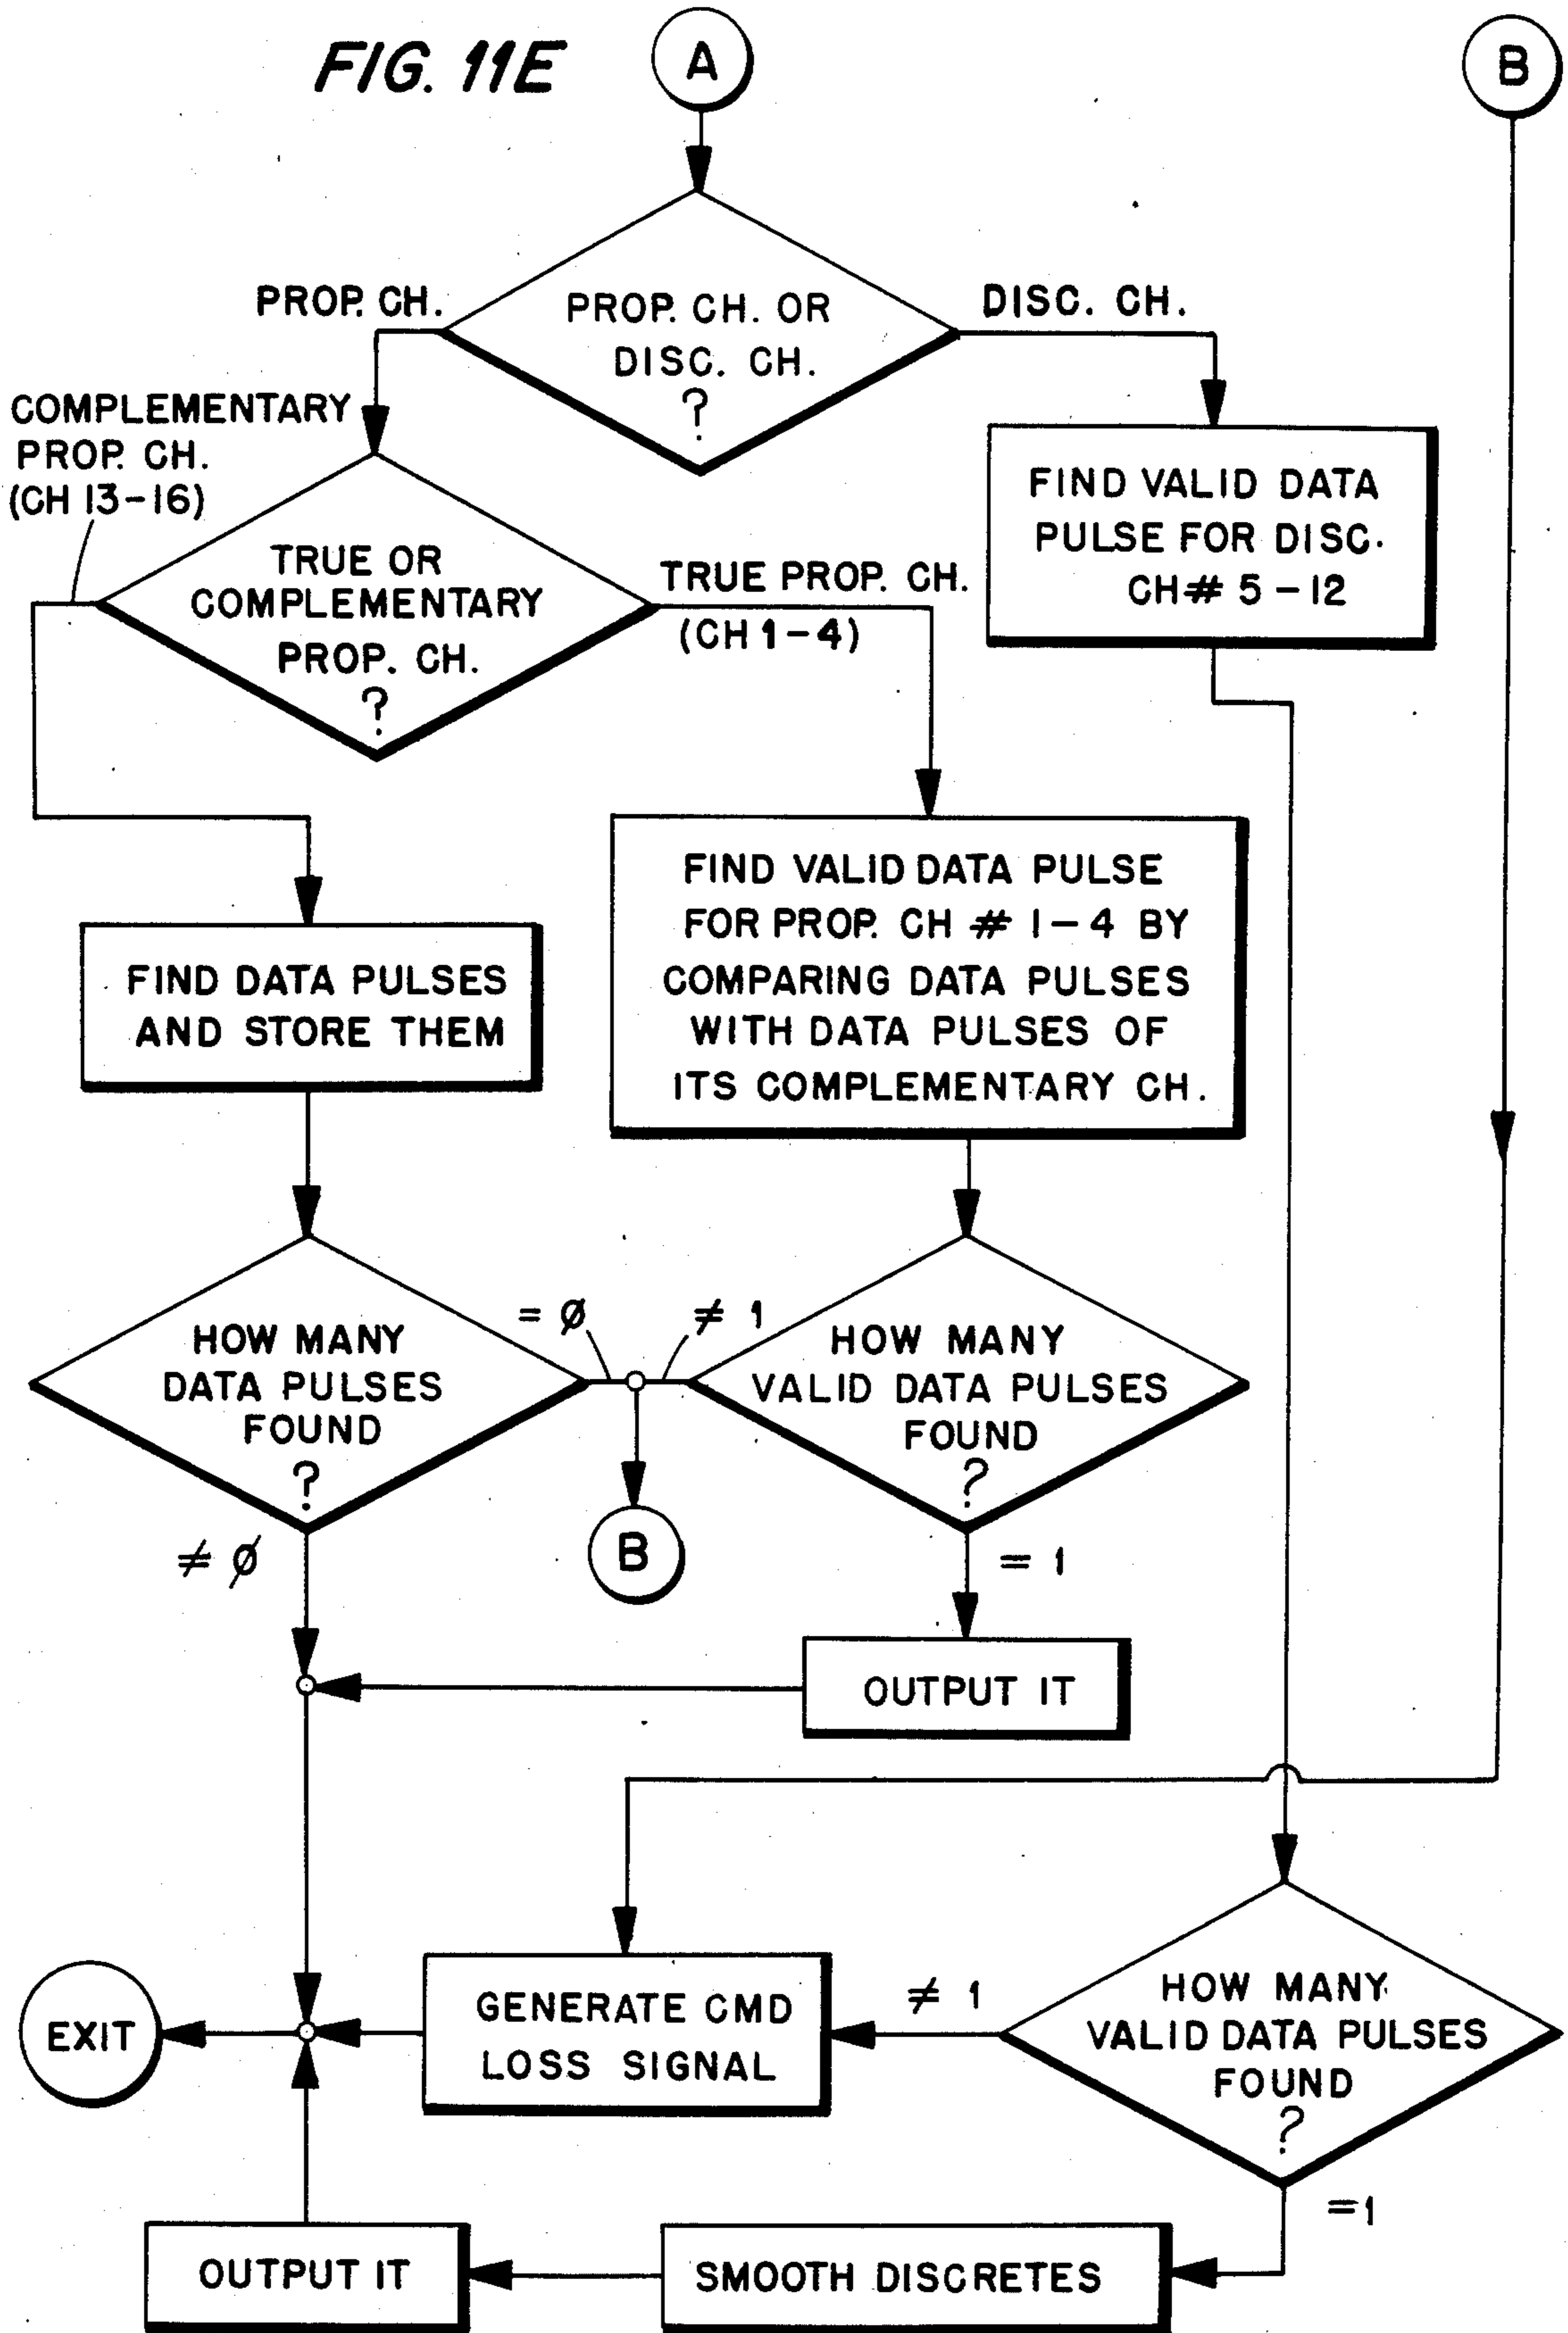 FIG. 11E
A
B
PROP. CH.
PROP. CH. OR
DISC. CH.
?
DISC. CH.
COMPLEMENTARY
PROP. CH.
(CH 13-16)
TRUE OR
COMPLEMENTARY
PROP. CH.
?
TRUE PROP. CH.
(CH 1-4)
FIND VALID DATA
PULSE FOR DISC.
CH# 5-12
FIND DATA PULSES
AND STORE THEM
FIND VALID DATA PULSE
FOR PROP. CH # 1-4 BY
COMPARING DATA PULSES
WITH DATA PULSES OF
ITS COMPLEMENTARY CH.
HOW MANY
DATA PULSES
FOUND
?
= Ø
≠ 1
HOW MANY
VALID DATA PULSES
FOUND
?
≠ Ø
B
= 1
OUTPUT IT
EXIT
GENERATE CMD
LOSS SIGNAL
≠ 1
HOW MANY
VALID DATA PULSES
FOUND
?
=1
OUTPUT IT
SMOOTH DISCRETES